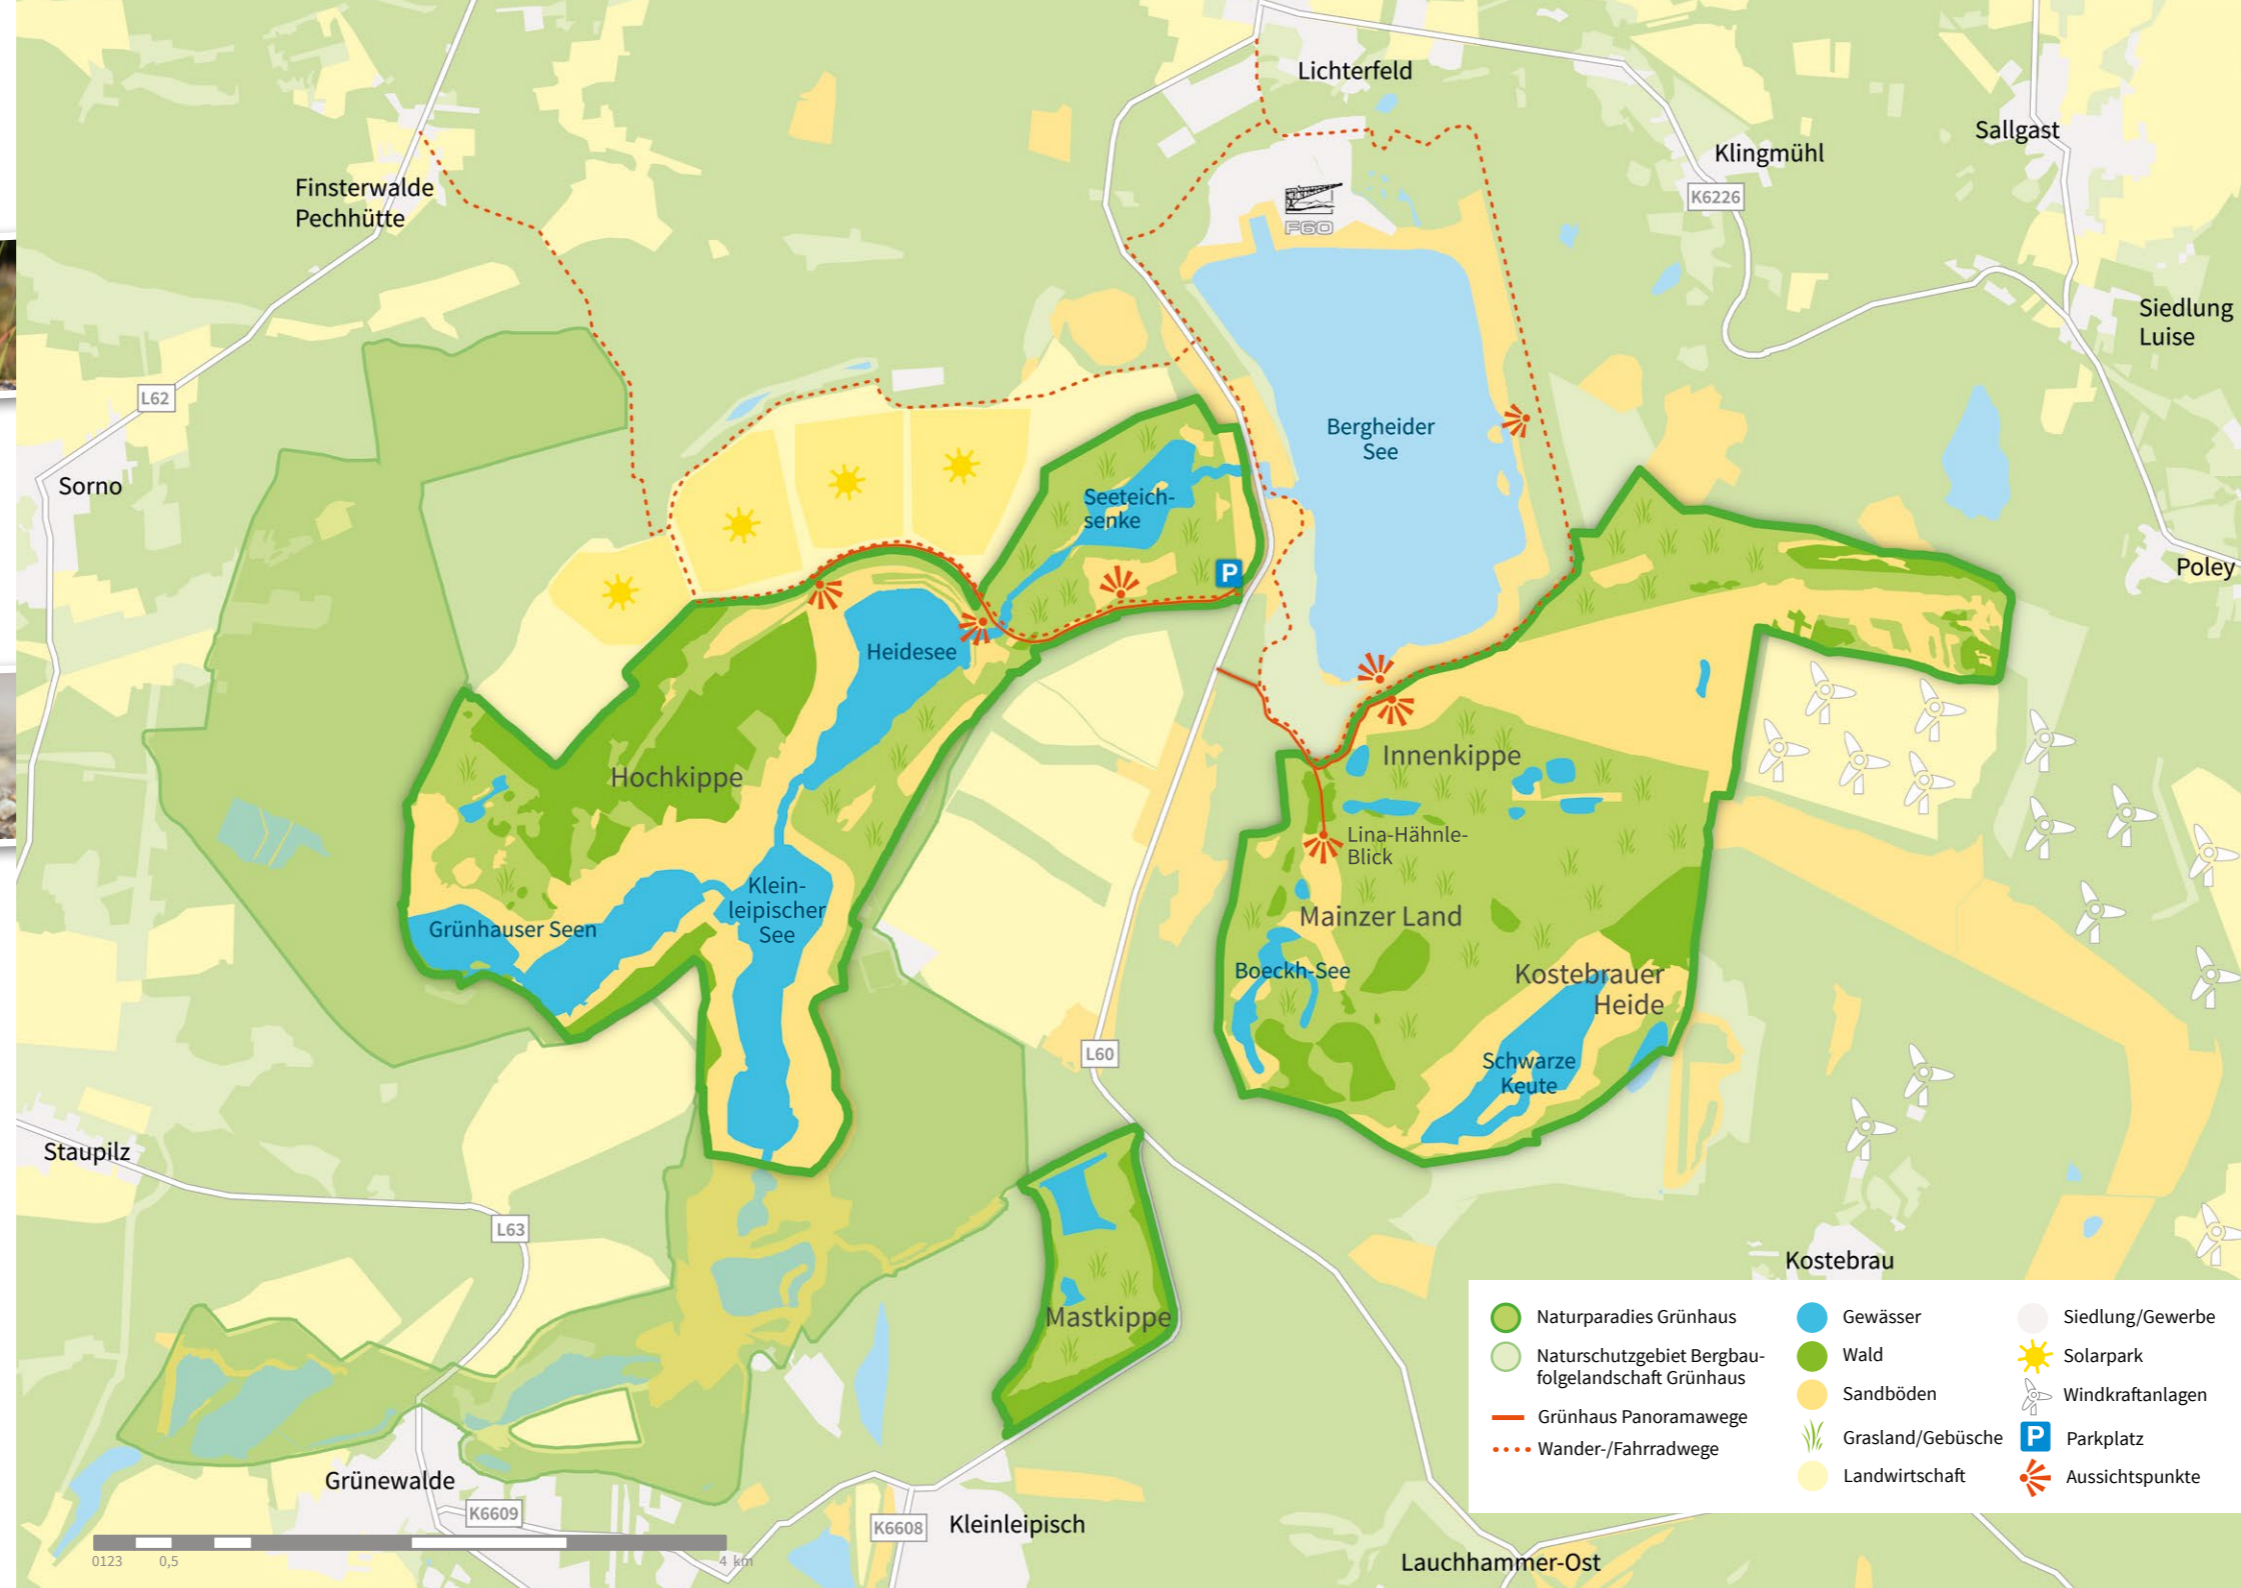 Lichterfeld
Sallgast
Klingmühl
K6226
Finsterwalde
Pechhütte
F60
Siedlung
Luise
L62
Bergheider
See
Sorno
Seeteich-
senke
P
Poley
Heidesee
Innenkippe
Hochkippe
Lina-Hähnle-
Blick
Klein-
leipischer
See
Mainzer Land
Grünhauser Seen
Boeckh-See
Kostebrauer
Heide
L60
Schwarze
Keute
Staupilz
L63
Kostebrau
Mastkippe
Naturparadies Grünhaus
Naturschutzgebiet Bergbau-
folgelandschaft Grünhaus
Grünhaus Panoramawege
Wander-/Fahrradwege
Gewässer
Wald
Sandböden
Grasland/Gebüsche
Landwirtschaft
Siedlung/Gewerbe
Solarpark
Windkraftanlagen
P Parkplatz
Aussichtspunkte
Grünewalde
K6609
K6608
Kleinleipisch
0123 0,5 4 km
Lauchhammer-Ost